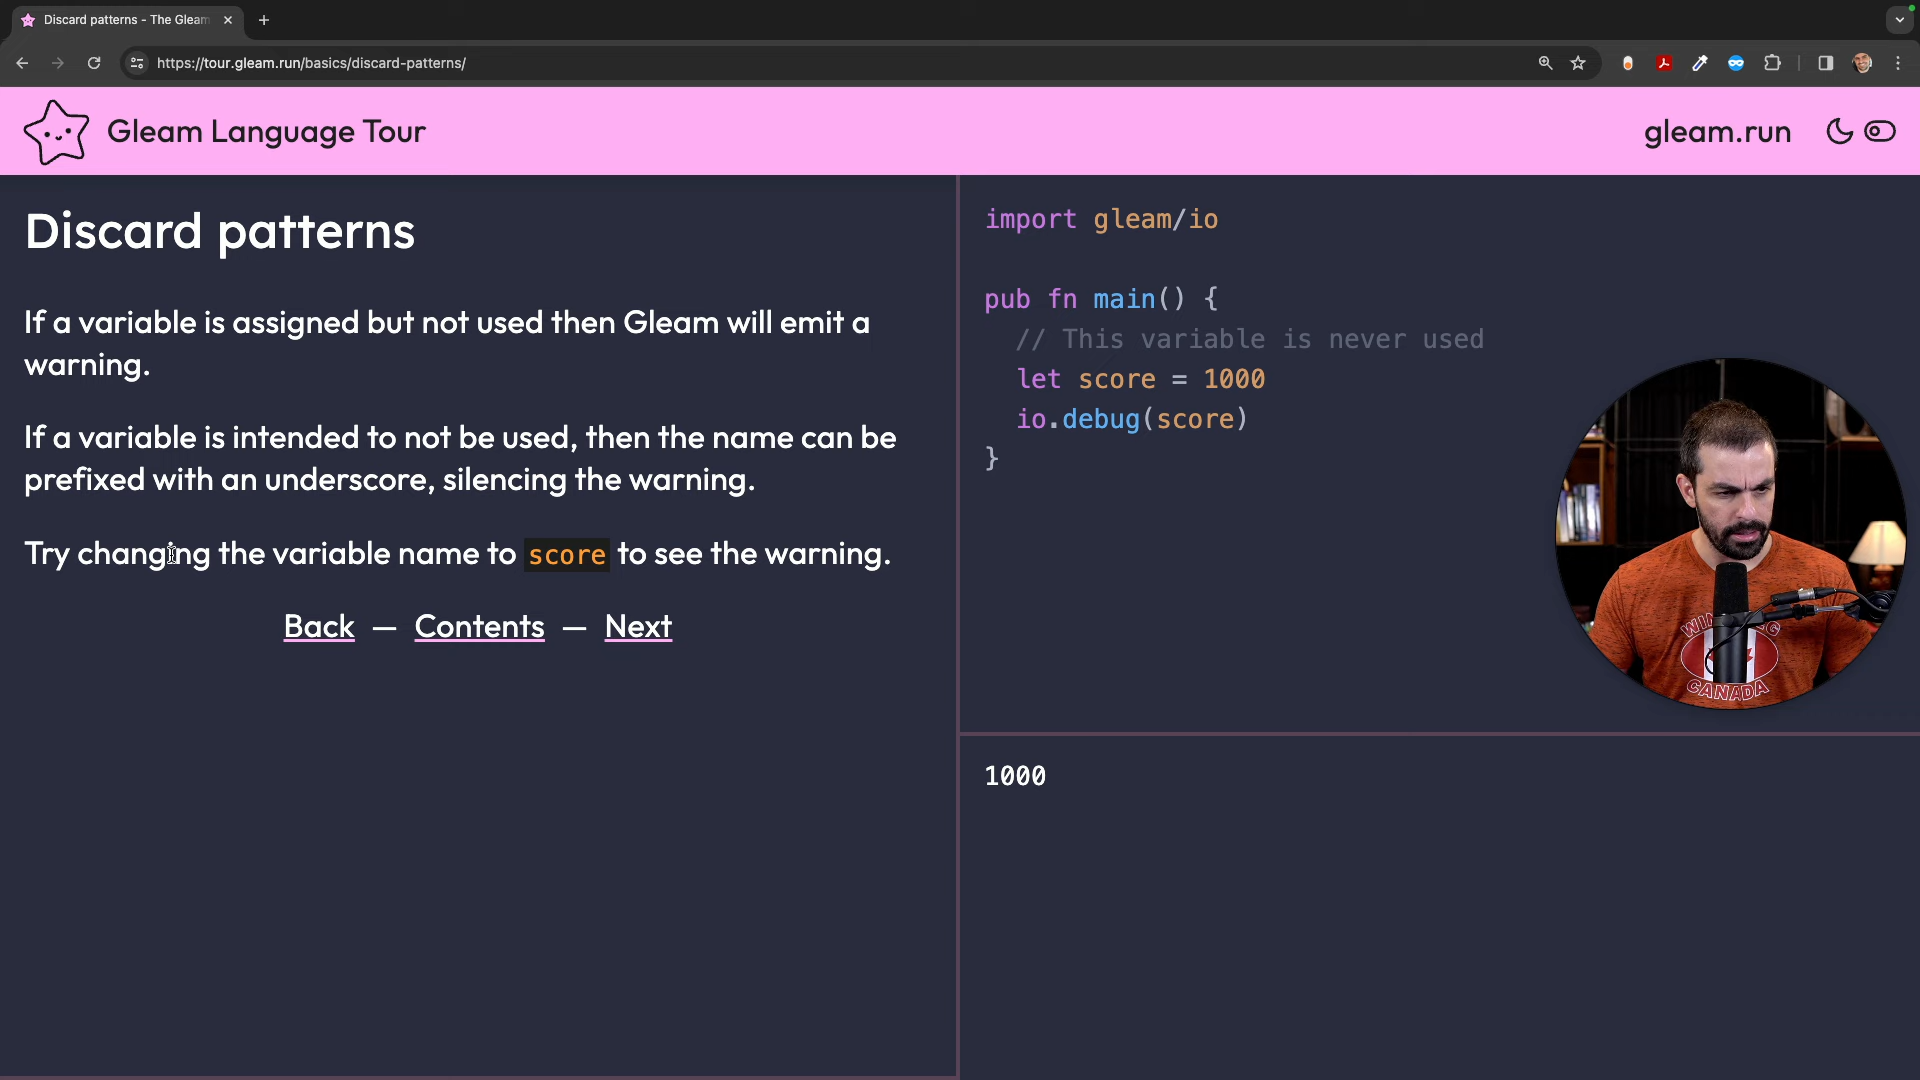 Discard patterns - The Gleam
https://tour.gleam.run/basics/discard-patterns/
Gleam Language Tour
gleam.run
Discard patterns
If a variable is assigned but not used then Gleam will emit a
warning.
If a variable is intended to not be used, then the name can be
prefixed with an underscore, silencing the warning.
Try changing the variable name to score to see the warning.
Back — Contents — Next
import gleam/io
pub fn main() {
  // This variable is never used
  let score = 1000
  io.debug(score)
}
1000
CANADA